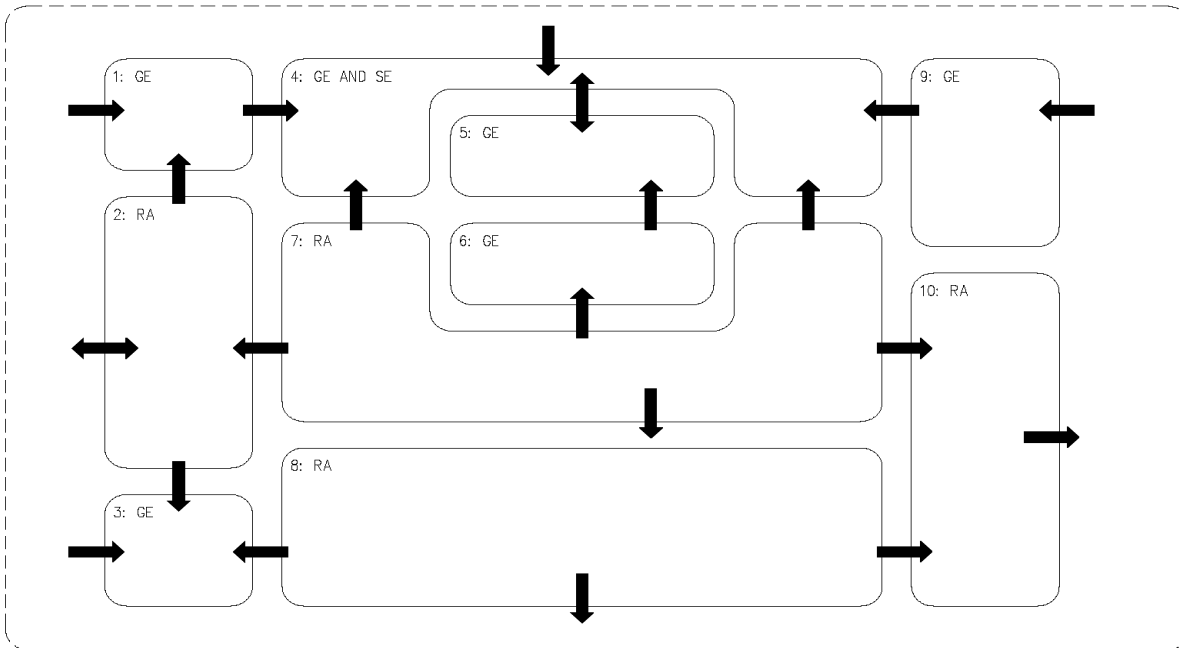 1: GE
4: GE AND SE
9: GE
5: GE
2: RA
7: RA
6: GE
10: RA
8: RA
3: GE